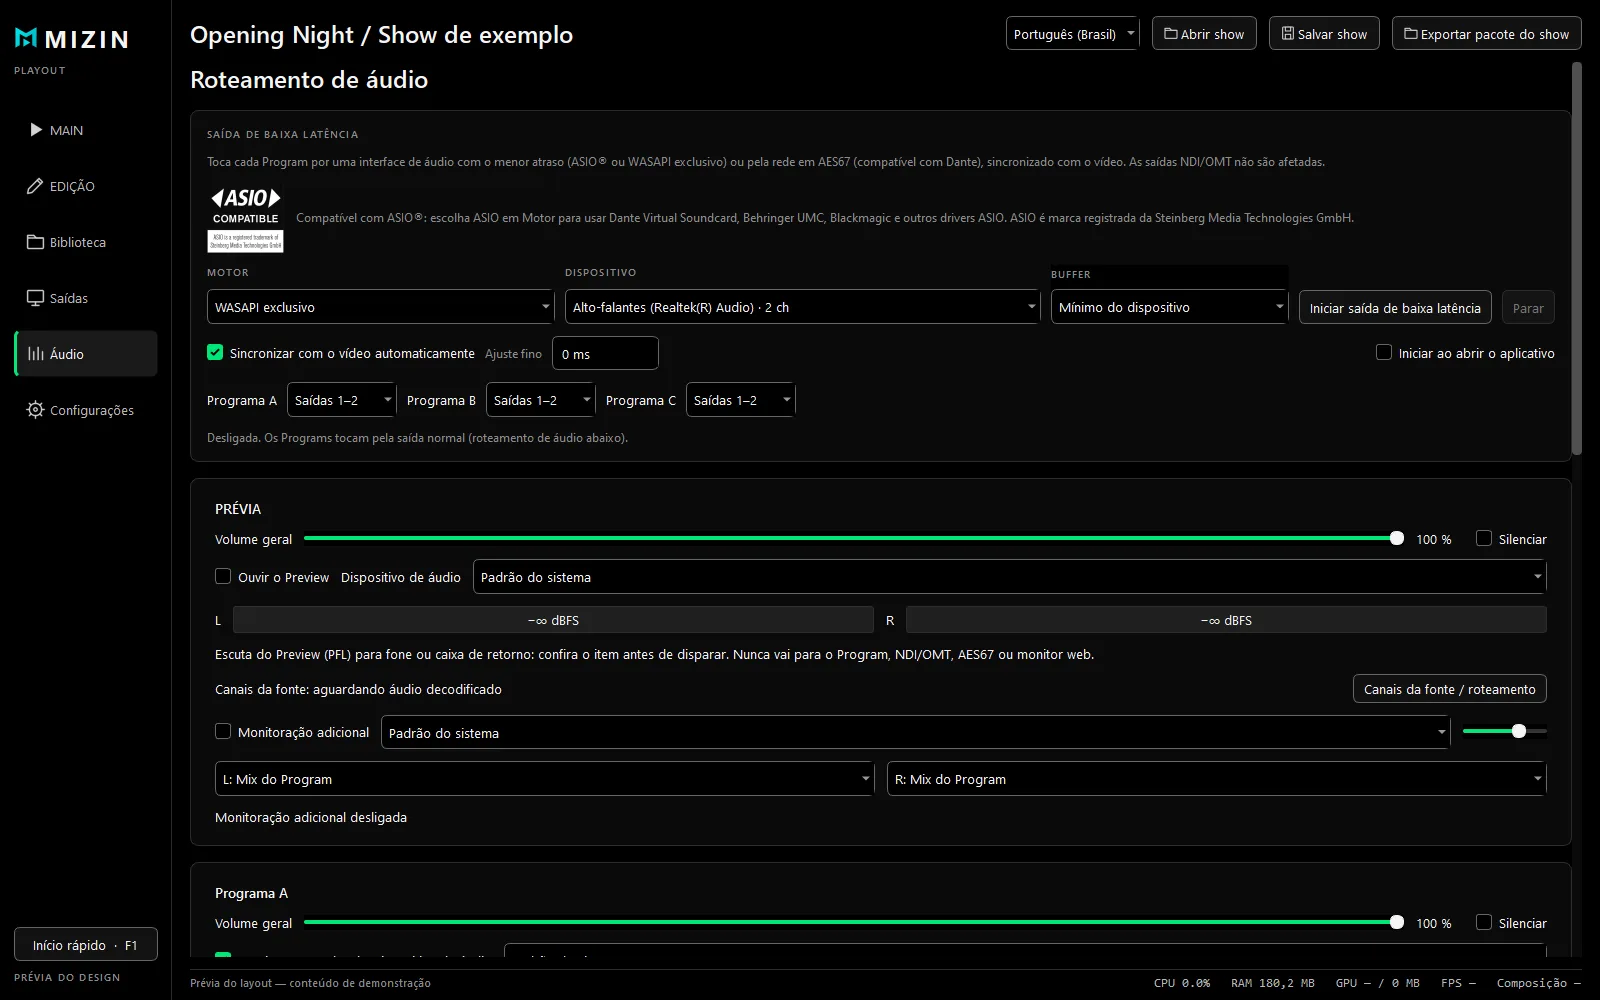 MIZIN
PLAYOUT
MAIN
EDIÇÃO
Biblioteca
Saídas
Áudio
Configurações
Início rápido · F1
PRÉVIA DO DESIGN
Opening Night / Show de exemplo
Português (Brasil)
Abrir show
Salvar show
Exportar pacote do show
Roteamento de áudio
SAÍDA DE BAIXA LATÊNCIA
Toca cada Program por uma interface de áudio com o menor atraso (ASIO® ou WASAPI exclusivo) ou pela rede em AES67 (compatível com Dante), sincronizado com o vídeo. As saídas NDI/OMT não são afetadas.
ASIO
COMPATIBLE
ASIO is a registered trademark of
Steinberg Media Technologies GmbH
Compatível com ASIO®: escolha ASIO em Motor para usar Dante Virtual Soundcard, Behringer UMC, Blackmagic e outros drivers ASIO. ASIO é marca registrada da Steinberg Media Technologies GmbH.
MOTOR
DISPOSITIVO
BUFFER
WASAPI exclusivo
Alto-falantes (Realtek(R) Audio) · 2 ch
Mínimo do dispositivo
Iniciar saída de baixa latência
Parar
Sincronizar com o vídeo automaticamente
Ajuste fino
0 ms
Iniciar ao abrir o aplicativo
Programa A
Saídas 1–2
Programa B
Saídas 1–2
Programa C
Saídas 1–2
Desligada. Os Programs tocam pela saída normal (roteamento de áudio abaixo).
PRÉVIA
Volume geral
100 %
Silenciar
Ouvir o Preview
Dispositivo de áudio
Padrão do sistema
L
−∞ dBFS
R
−∞ dBFS
Escuta do Preview (PFL) para fone ou caixa de retorno: confira o item antes de disparar. Nunca vai para o Program, NDI/OMT, AES67 ou monitor web.
Canais da fonte: aguardando áudio decodificado
Canais da fonte / roteamento
Monitoração adicional
Padrão do sistema
L: Mix do Program
R: Mix do Program
Monitoração adicional desligada
Programa A
Volume geral
100 %
Silenciar
Prévia do layout — conteúdo de demonstração
CPU 0.0%
RAM 180,2 MB
GPU — / 0 MB
FPS —
Composição —